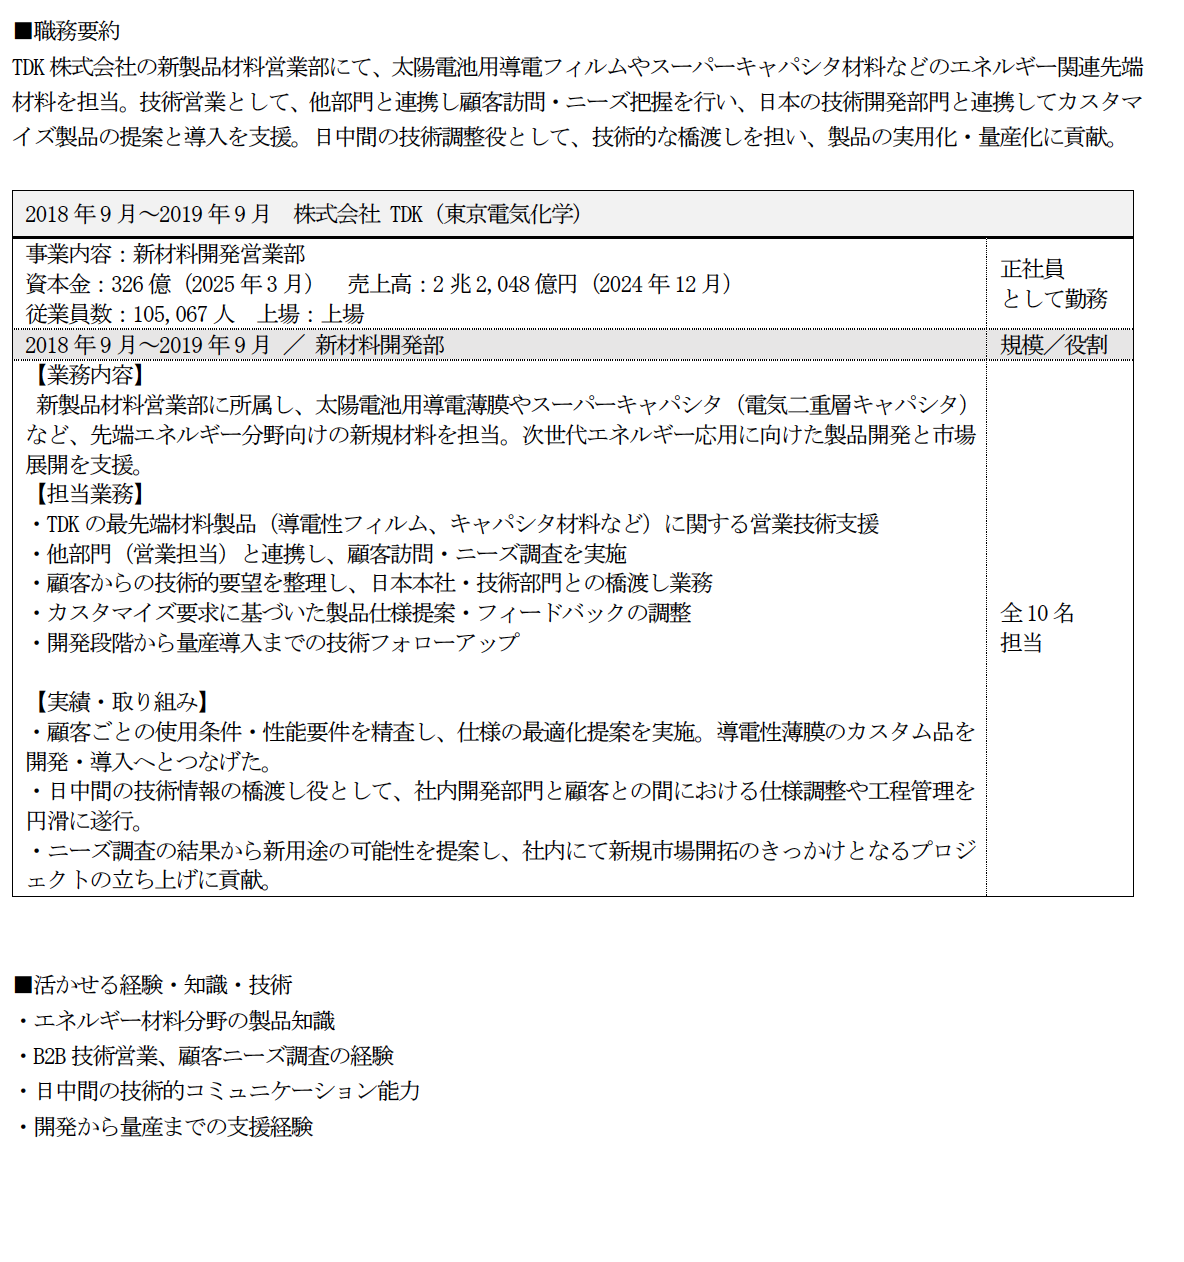 ■職務要約
TDK 株式会社の新製品材料営業部にて、太陽電池用導電フィルムやスーパーキャパシタ材料などのエネルギー関連先端
材料を担当。技術営業として、他部門と連携し顧客訪問・ニーズ把握を行い、日本の技術開発部門と連携してカスタマ
イズ製品の提案と導入を支援。日中間の技術調整役として、技術的な橋渡しを担い、製品の実用化・量産化に貢献。
2018 年 9 月～2019 年 9 月　株式会社 TDK（東京電気化学）
事業内容：新材料開発営業部
資本金：326 億（2025 年 3 月）　売上高：2 兆 2,048 億円（2024 年 12 月）
従業員数：105,067 人　上場：上場
正社員
として勤務
2018 年 9 月～2019 年 9 月 ／ 新材料開発部
規模／役割
【業務内容】
新製品材料営業部に所属し、太陽電池用導電薄膜やスーパーキャパシタ（電気二重層キャパシタ）
など、先端エネルギー分野向けの新規材料を担当。次世代エネルギー応用に向けた製品開発と市場
展開を支援。
【担当業務】
・TDK の最先端材料製品（導電性フィルム、キャパシタ材料など）に関する営業技術支援
・他部門（営業担当）と連携し、顧客訪問・ニーズ調査を実施
・顧客からの技術的要望を整理し、日本本社・技術部門との橋渡し業務
・カスタマイズ要求に基づいた製品仕様提案・フィードバックの調整
・開発段階から量産導入までの技術フォローアップ
【実績・取り組み】
・顧客ごとの使用条件・性能要件を精査し、仕様の最適化提案を実施。導電性薄膜のカスタム品を
開発・導入へとつなげた。
・日中間の技術情報の橋渡し役として、社内開発部門と顧客との間における仕様調整や工程管理を
円滑に遂行。
・ニーズ調査の結果から新用途の可能性を提案し、社内にて新規市場開拓のきっかけとなるプロジ
ェクトの立ち上げに貢献。
全 10 名
担当
■活かせる経験・知識・技術
・エネルギー材料分野の製品知識
・B2B 技術営業、顧客ニーズ調査の経験
・日中間の技術的コミュニケーション能力
・開発から量産までの支援経験